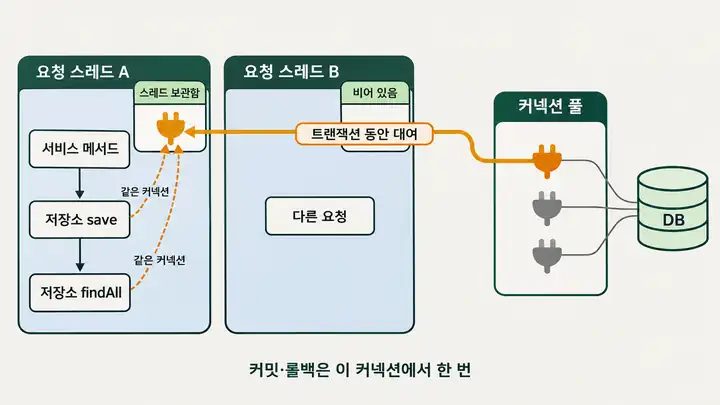 요청 스레드 A
스레드 보관함
서비스 메서드
같은 커넥션
저장소 save
같은 커넥션
저장소 findAll
요청 스레드 B
비어 있음
트랜잭션 동안 대여
다른 요청
커넥션 풀
DB
커밋·롤백은 이 커넥션에서 한 번